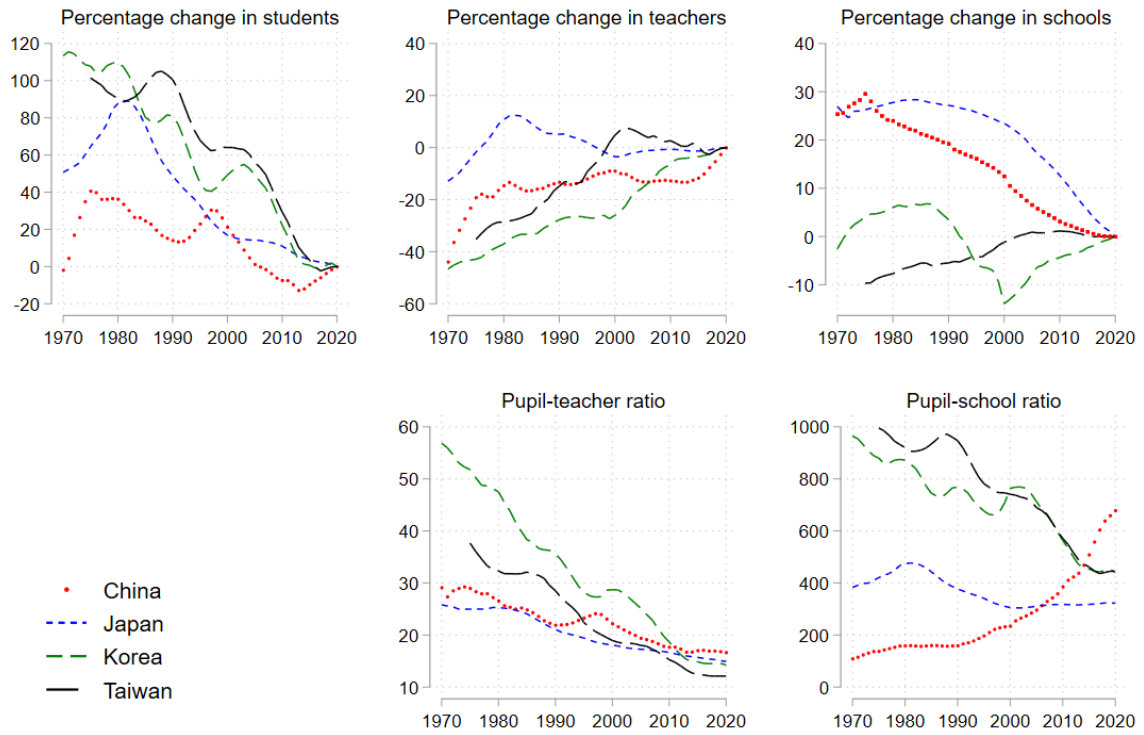 Percentage change in students
120
100
80
60
40
20
0
-20
1970 1980 1990 2000 2010 2020
Percentage change in teachers
40
20
0
-20
-40
-60
1970 1980 1990 2000 2010 2020
Percentage change in schools
40
30
20
10
0
-10
1970 1980 1990 2000 2010 2020
Pupil-teacher ratio
60
50
40
30
20
10
1970 1980 1990 2000 2010 2020
Pupil-school ratio
1000
800
600
400
200
0
1970 1980 1990 2000 2010 2020
China
Japan
Korea
Taiwan